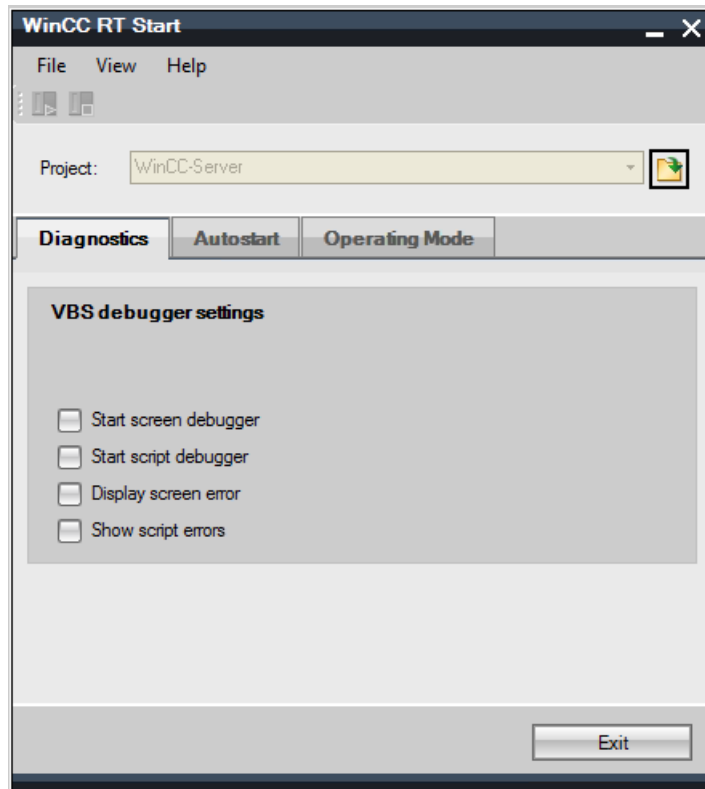 WinCC RT Start
File View Help
Project: WinCC-Server
Diagnostics Autostart Operating Mode
VBS debugger settings
Start screen debugger
Start script debugger
Display screen error
Show script errors
Exit